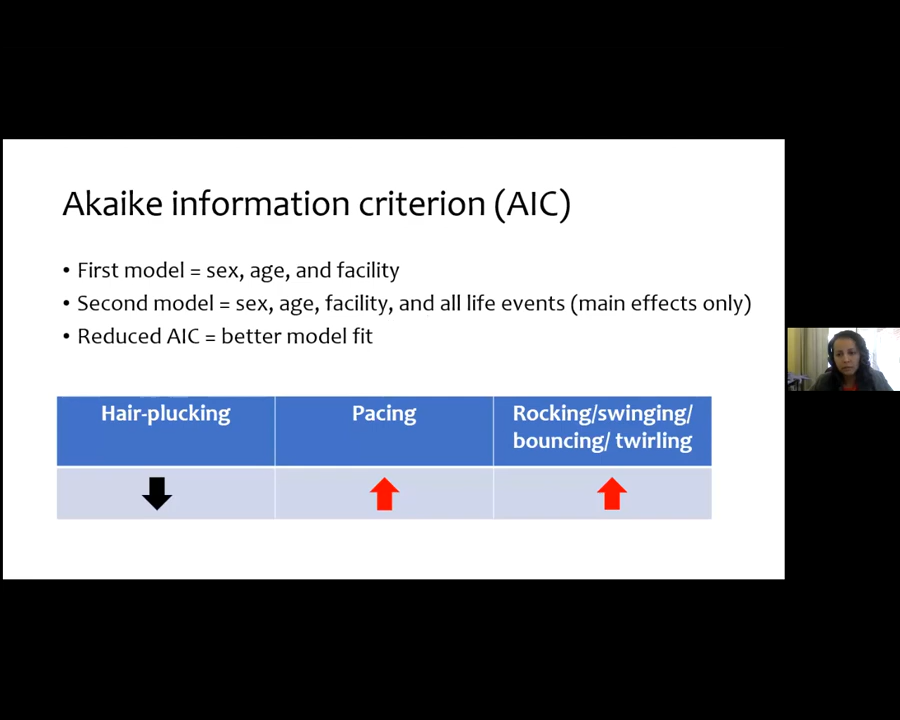 Akaike information criterion (AIC)
• First model = sex, age, and facility
• Second model = sex, age, facility, and all life events (main effects only)
• Reduced AIC = better model fit
Hair-plucking
Pacing
Rocking/swinging/
bouncing/ twirling